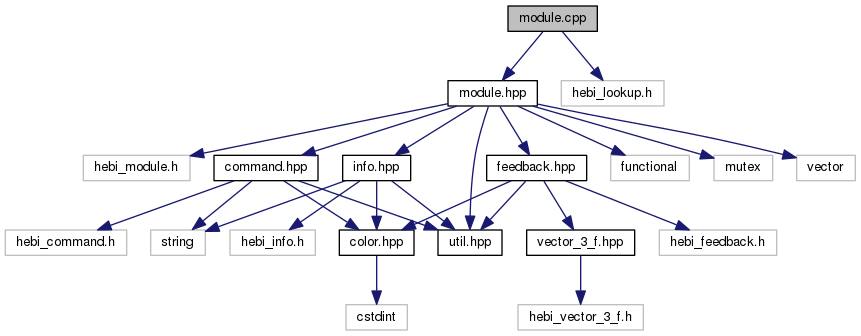 module.cpp
module.hpp
hebi_lookup.h
hebi_module.h
command.hpp
info.hpp
feedback.hpp
functional
mutex
vector
hebi_command.h
string
hebi_info.h
color.hpp
util.hpp
vector_3_f.hpp
hebi_feedback.h
cstdint
hebi_vector_3_f.h